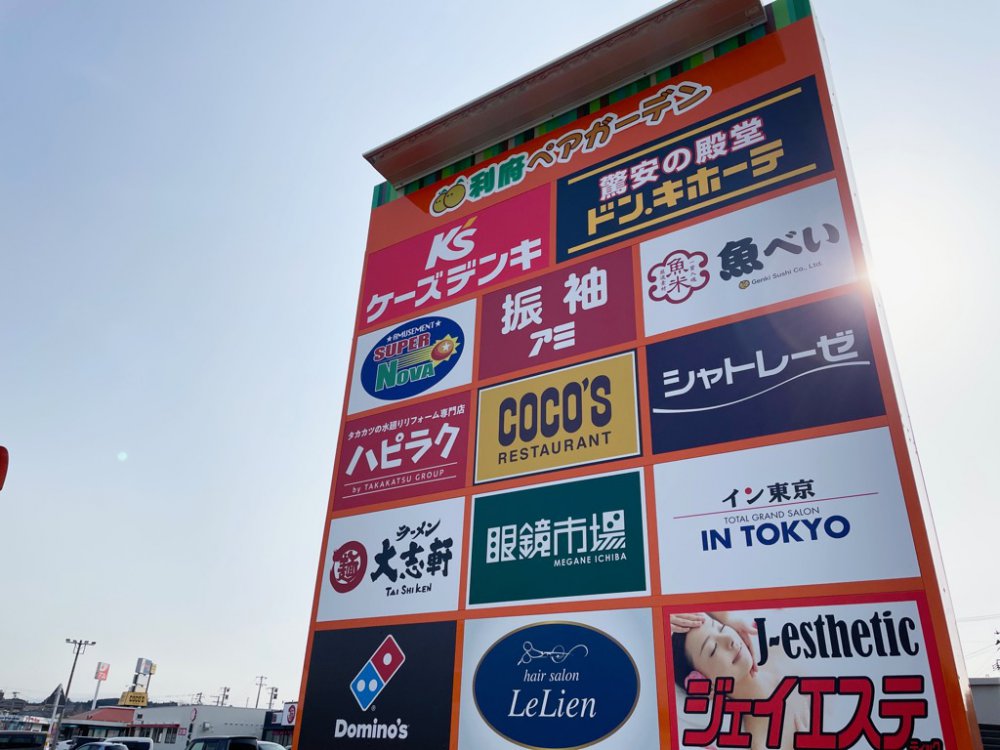 利府ペアガーデン
K's
ケーズデンキ
驚安の殿堂
ドン.キホーテ
AMUSEMENT
SUPER
NOVA
振袖
アミ
魚米
魚べい
Genki Sushi Co., Ltd.
タカカツの水廻りリフォーム専門店
ハピラク
by TAKAKATSU GROUP
COCO'S
RESTAURANT
シャトレーゼ
ラーメン
大志軒
TAI SHI KEN
眼鏡市場
MEGANE ICHIBA
イン東京
TOTAL GRAND SALON
IN TOKYO
Domino's
hair salon
LeLien
J-esthetic
ジェイエステ
COCO'S